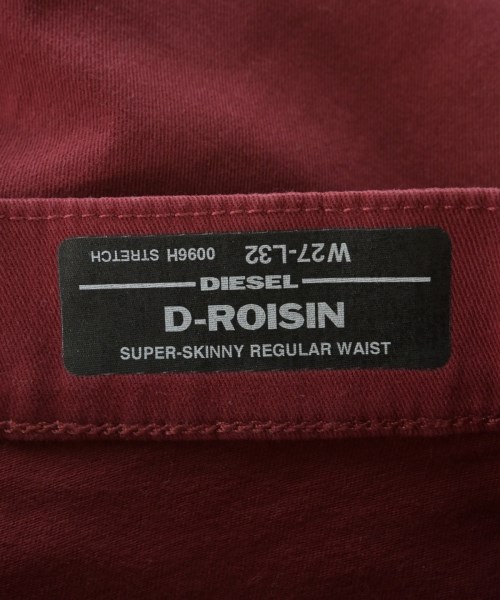 W27-L32 0096H STRETCH
DIESEL
D-ROISIN
SUPER-SKINNY REGULAR WAIST